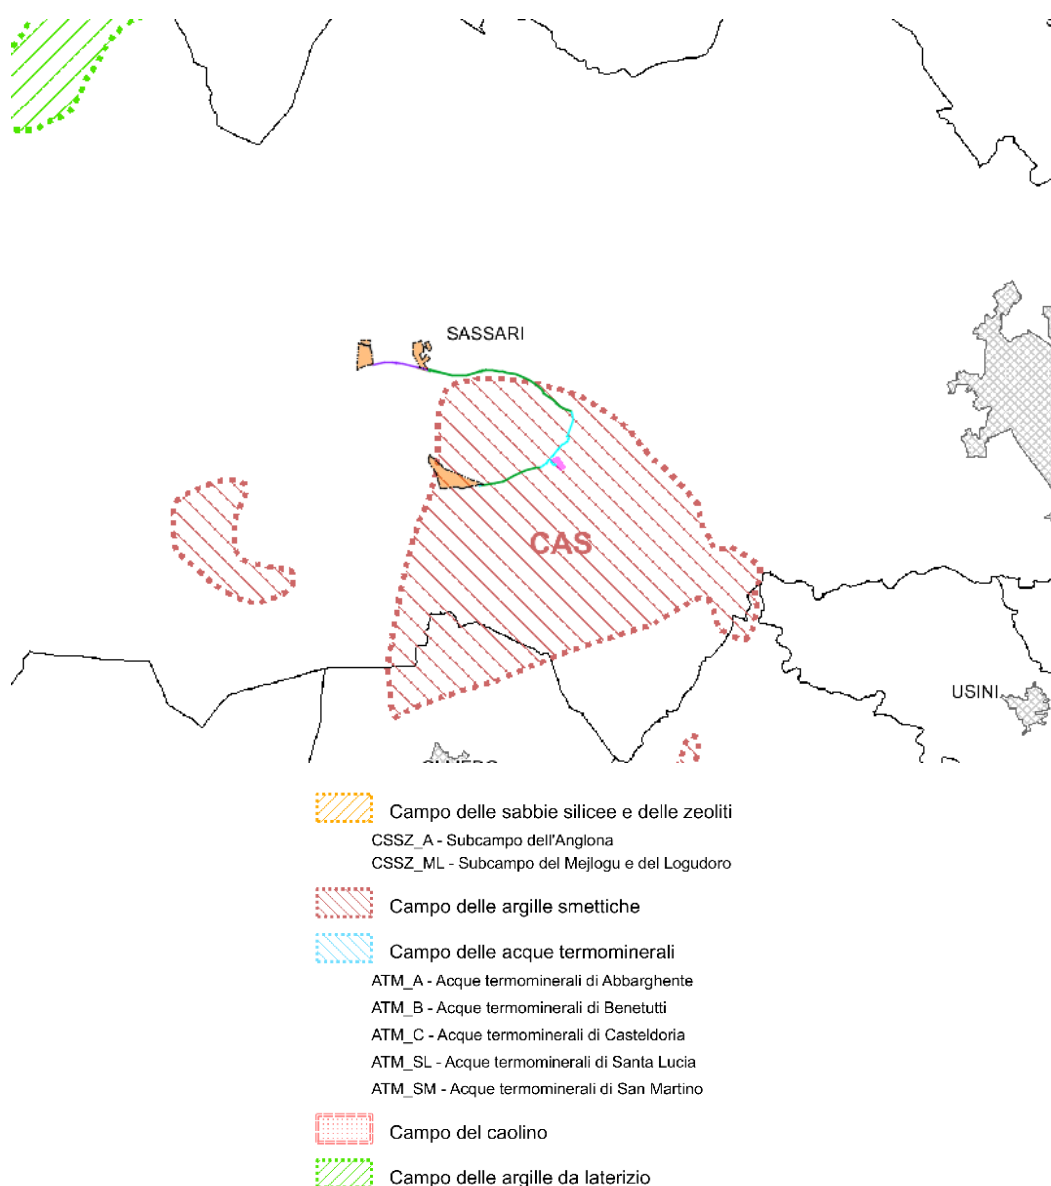 SASSARI
CAS
USINI
Campo delle sabbie silicee e delle zeoliti
CSSZ_A - Subcampo dell'Anglona
CSSZ_ML - Subcampo del Mejlogu e del Logudoro
Campo delle argille smettiche
Campo delle acque termominerali
ATM_A - Acque termominerali di Abbarghente
ATM_B - Acque termominerali di Benetutti
ATM_C - Acque termominerali di Casteldoria
ATM_SL - Acque termominerali di Santa Lucia
ATM_SM - Acque termominerali di San Martino
Campo del caolino
Campo delle argille da laterizio